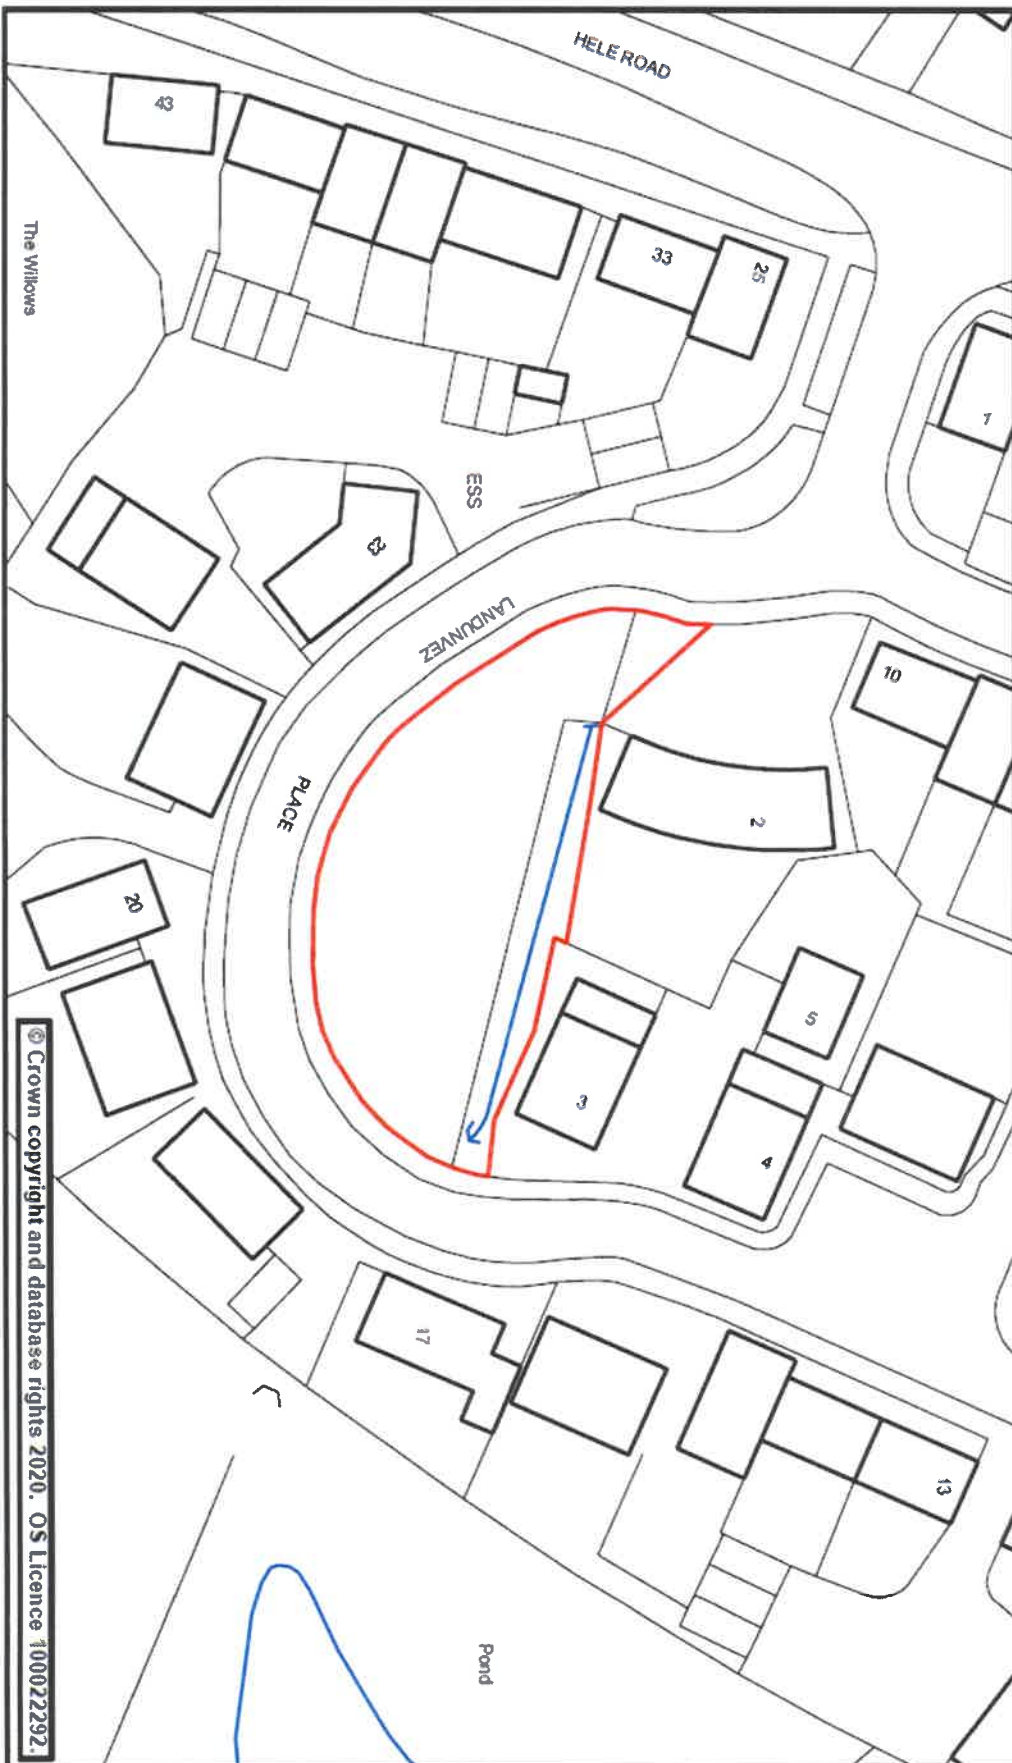 HELE ROAD
43
33
25
1
The Willows
ESS
23
LANDUNVEZ
PLACE
10
2
5
3
4
20
17
13
Pond
© Crown copyright and database rights 2020. OS Licence 100022292.